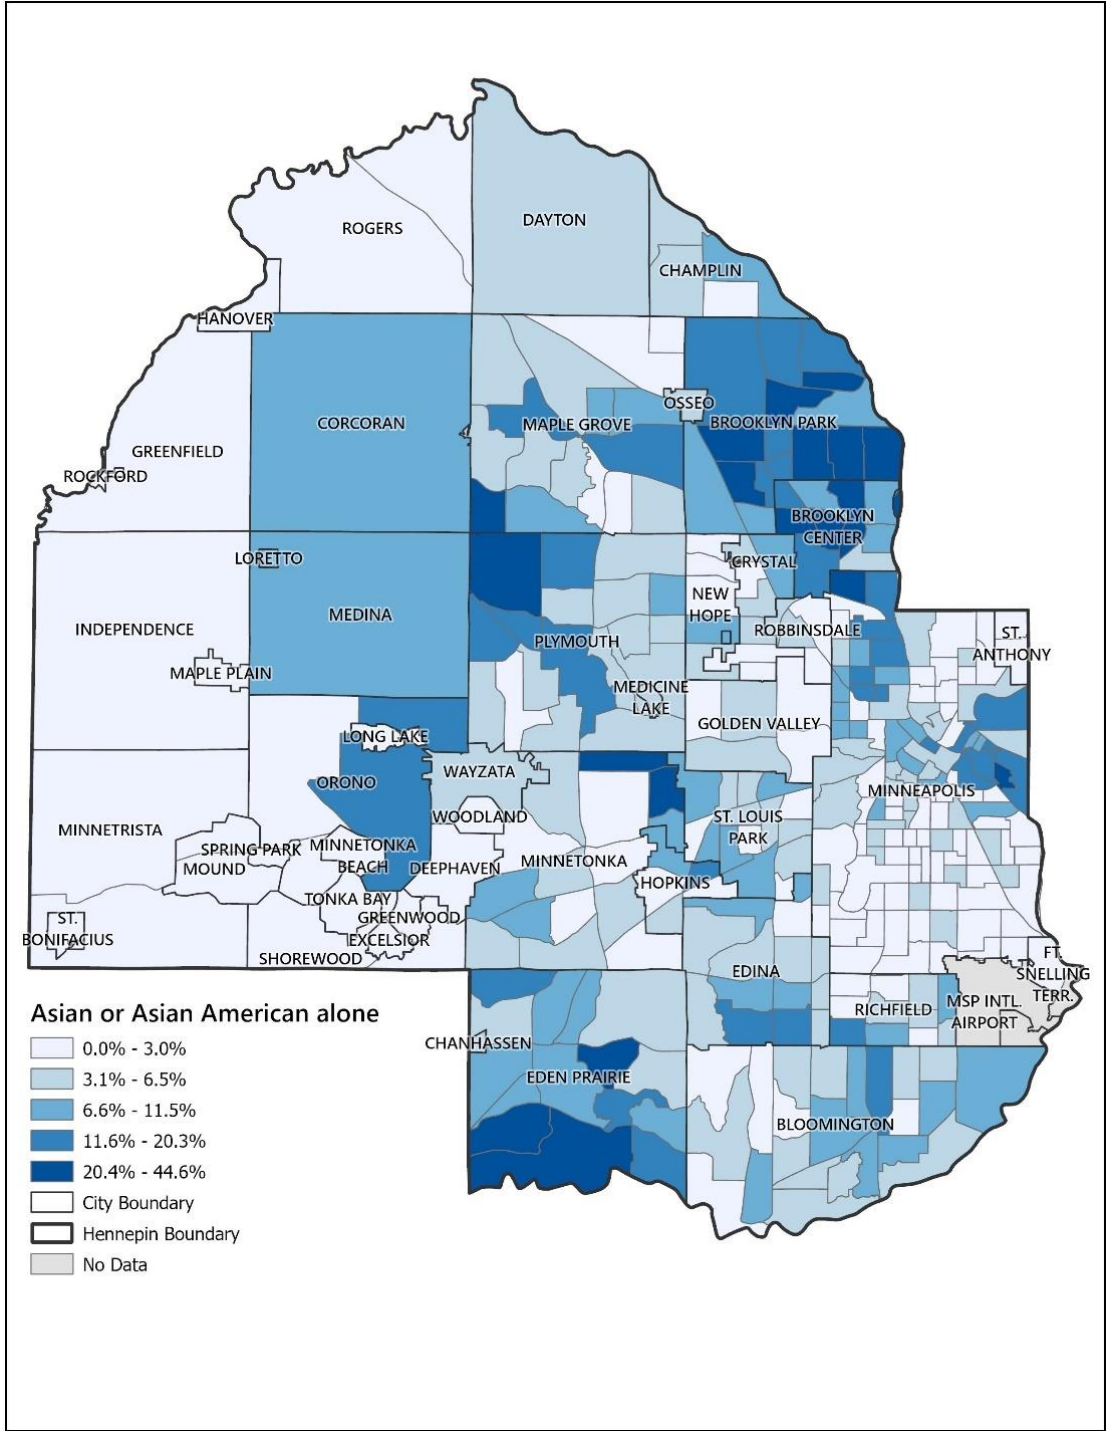 ROGERS
DAYTON
CHAMPLIN
HANOVER
CORCORAN
MAPLE GROVE
OSSEO
BROOKLYN PARK
GREENFIELD
ROCKFORD
BROOKLYN
CENTER
LORETTO
CRYSTAL
NEW
HOPE
INDEPENDENCE
MEDINA
PLYMOUTH
ROBBINSDALE
ST.
ANTHONY
MAPLE PLAIN
MEDICINE
LAKE
GOLDEN VALLEY
LONG LAKE
ORONO
WAYZATA
MINNEAPOLIS
WOODLAND
ST. LOUIS
PARK
MINNETRISTA
SPRING PARK
MOUND
MINNETONKA
BEACH
DEEPHAVEN
MINNETONKA
HOPKINS
TONKA BAY
GREENWOOD
ST.
BONIFACIUS
EXCELSIOR
SHOREWOOD
EDINA
FT.
SNELLING
TERR.
RICHFIELD
MSP INTL.
AIRPORT
CHANHASSEN
EDEN PRAIRIE
BLOOMINGTON
Asian or Asian American alone
0.0% - 3.0%
3.1% - 6.5%
6.6% - 11.5%
11.6% - 20.3%
20.4% - 44.6%
City Boundary
Hennepin Boundary
No Data